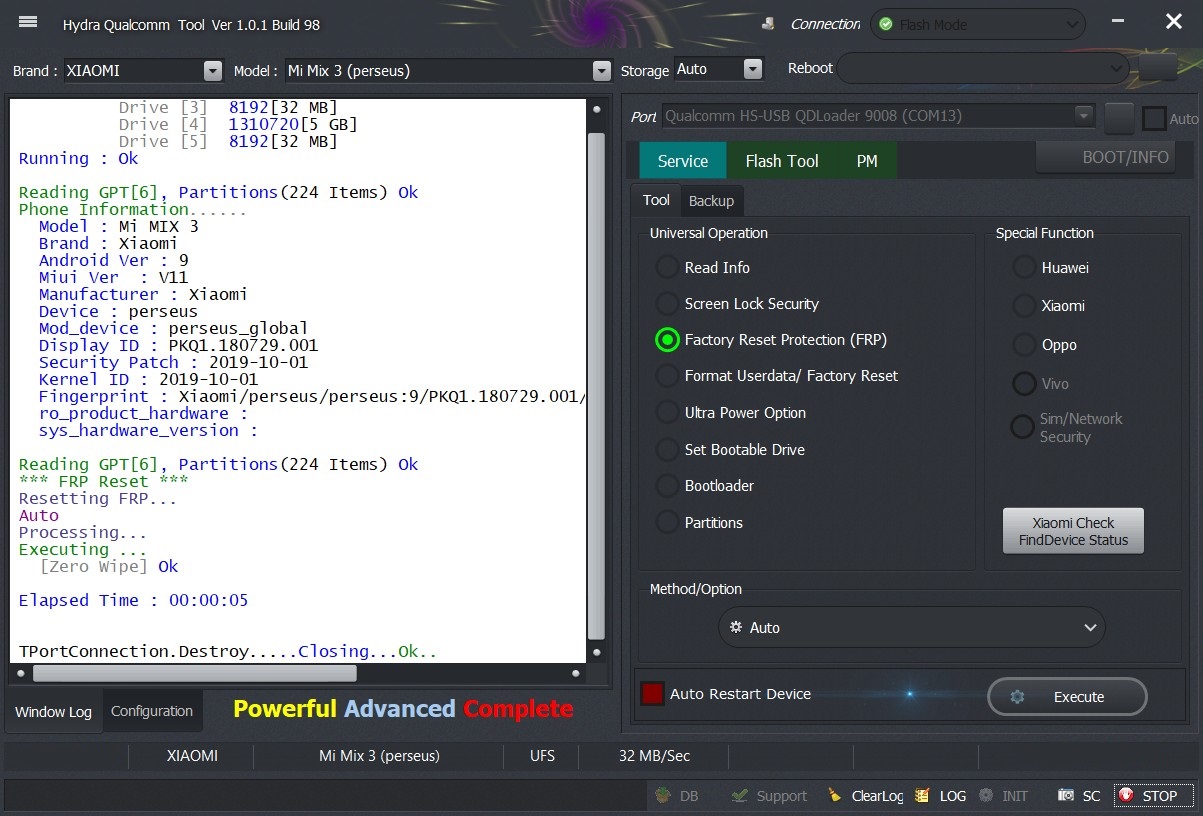 Hydra Qualcomm Tool Ver 1.0.1 Build 98
Connection
Flash Mode
Brand : XIAOMI
Model : Mi Mix 3 (perseus)
Storage Auto
Reboot
Drive [3] 8192[32 MB]
Drive [4] 1310720[5 GB]
Drive [5] 8192[32 MB]
Running : Ok
Reading GPT[6], Partitions(224 Items) Ok
Phone Information......
Model : Mi MIX 3
Brand : Xiaomi
Android Ver : 9
Miui Ver : V11
Manufacturer : Xiaomi
Device : perseus
Mod_device : perseus_global
Display ID : PKQ1.180729.001
Security Patch : 2019-10-01
Kernel ID : 2019-10-01
Fingerprint : Xiaomi/perseus/perseus:9/PKQ1.180729.001/
ro_product_hardware :
sys_hardware_version :
Reading GPT[6], Partitions(224 Items) Ok
*** FRP Reset ***
Resetting FRP...
Auto
Processing...
Executing ...
[Zero Wipe] Ok
Elapsed Time : 00:00:05
TPortConnection.Destroy.....Closing...Ok..
Window Log
Configuration
Powerful Advanced Complete
Port Qualcomm HS-USB QDLoader 9008 (COM13)
Auto
Service
Flash Tool
PM
BOOT/INFO
Tool
Backup
Universal Operation
Read Info
Screen Lock Security
Factory Reset Protection (FRP)
Format Userdata/ Factory Reset
Ultra Power Option
Set Bootable Drive
Bootloader
Partitions
Special Function
Huawei
Xiaomi
Oppo
Vivo
Sim/Network
Security
Xiaomi Check
FindDevice Status
Method/Option
Auto
Auto Restart Device
Execute
XIAOMI
Mi Mix 3 (perseus)
UFS
32 MB/Sec
DB
Support
ClearLog
LOG
INIT
SC
STOP